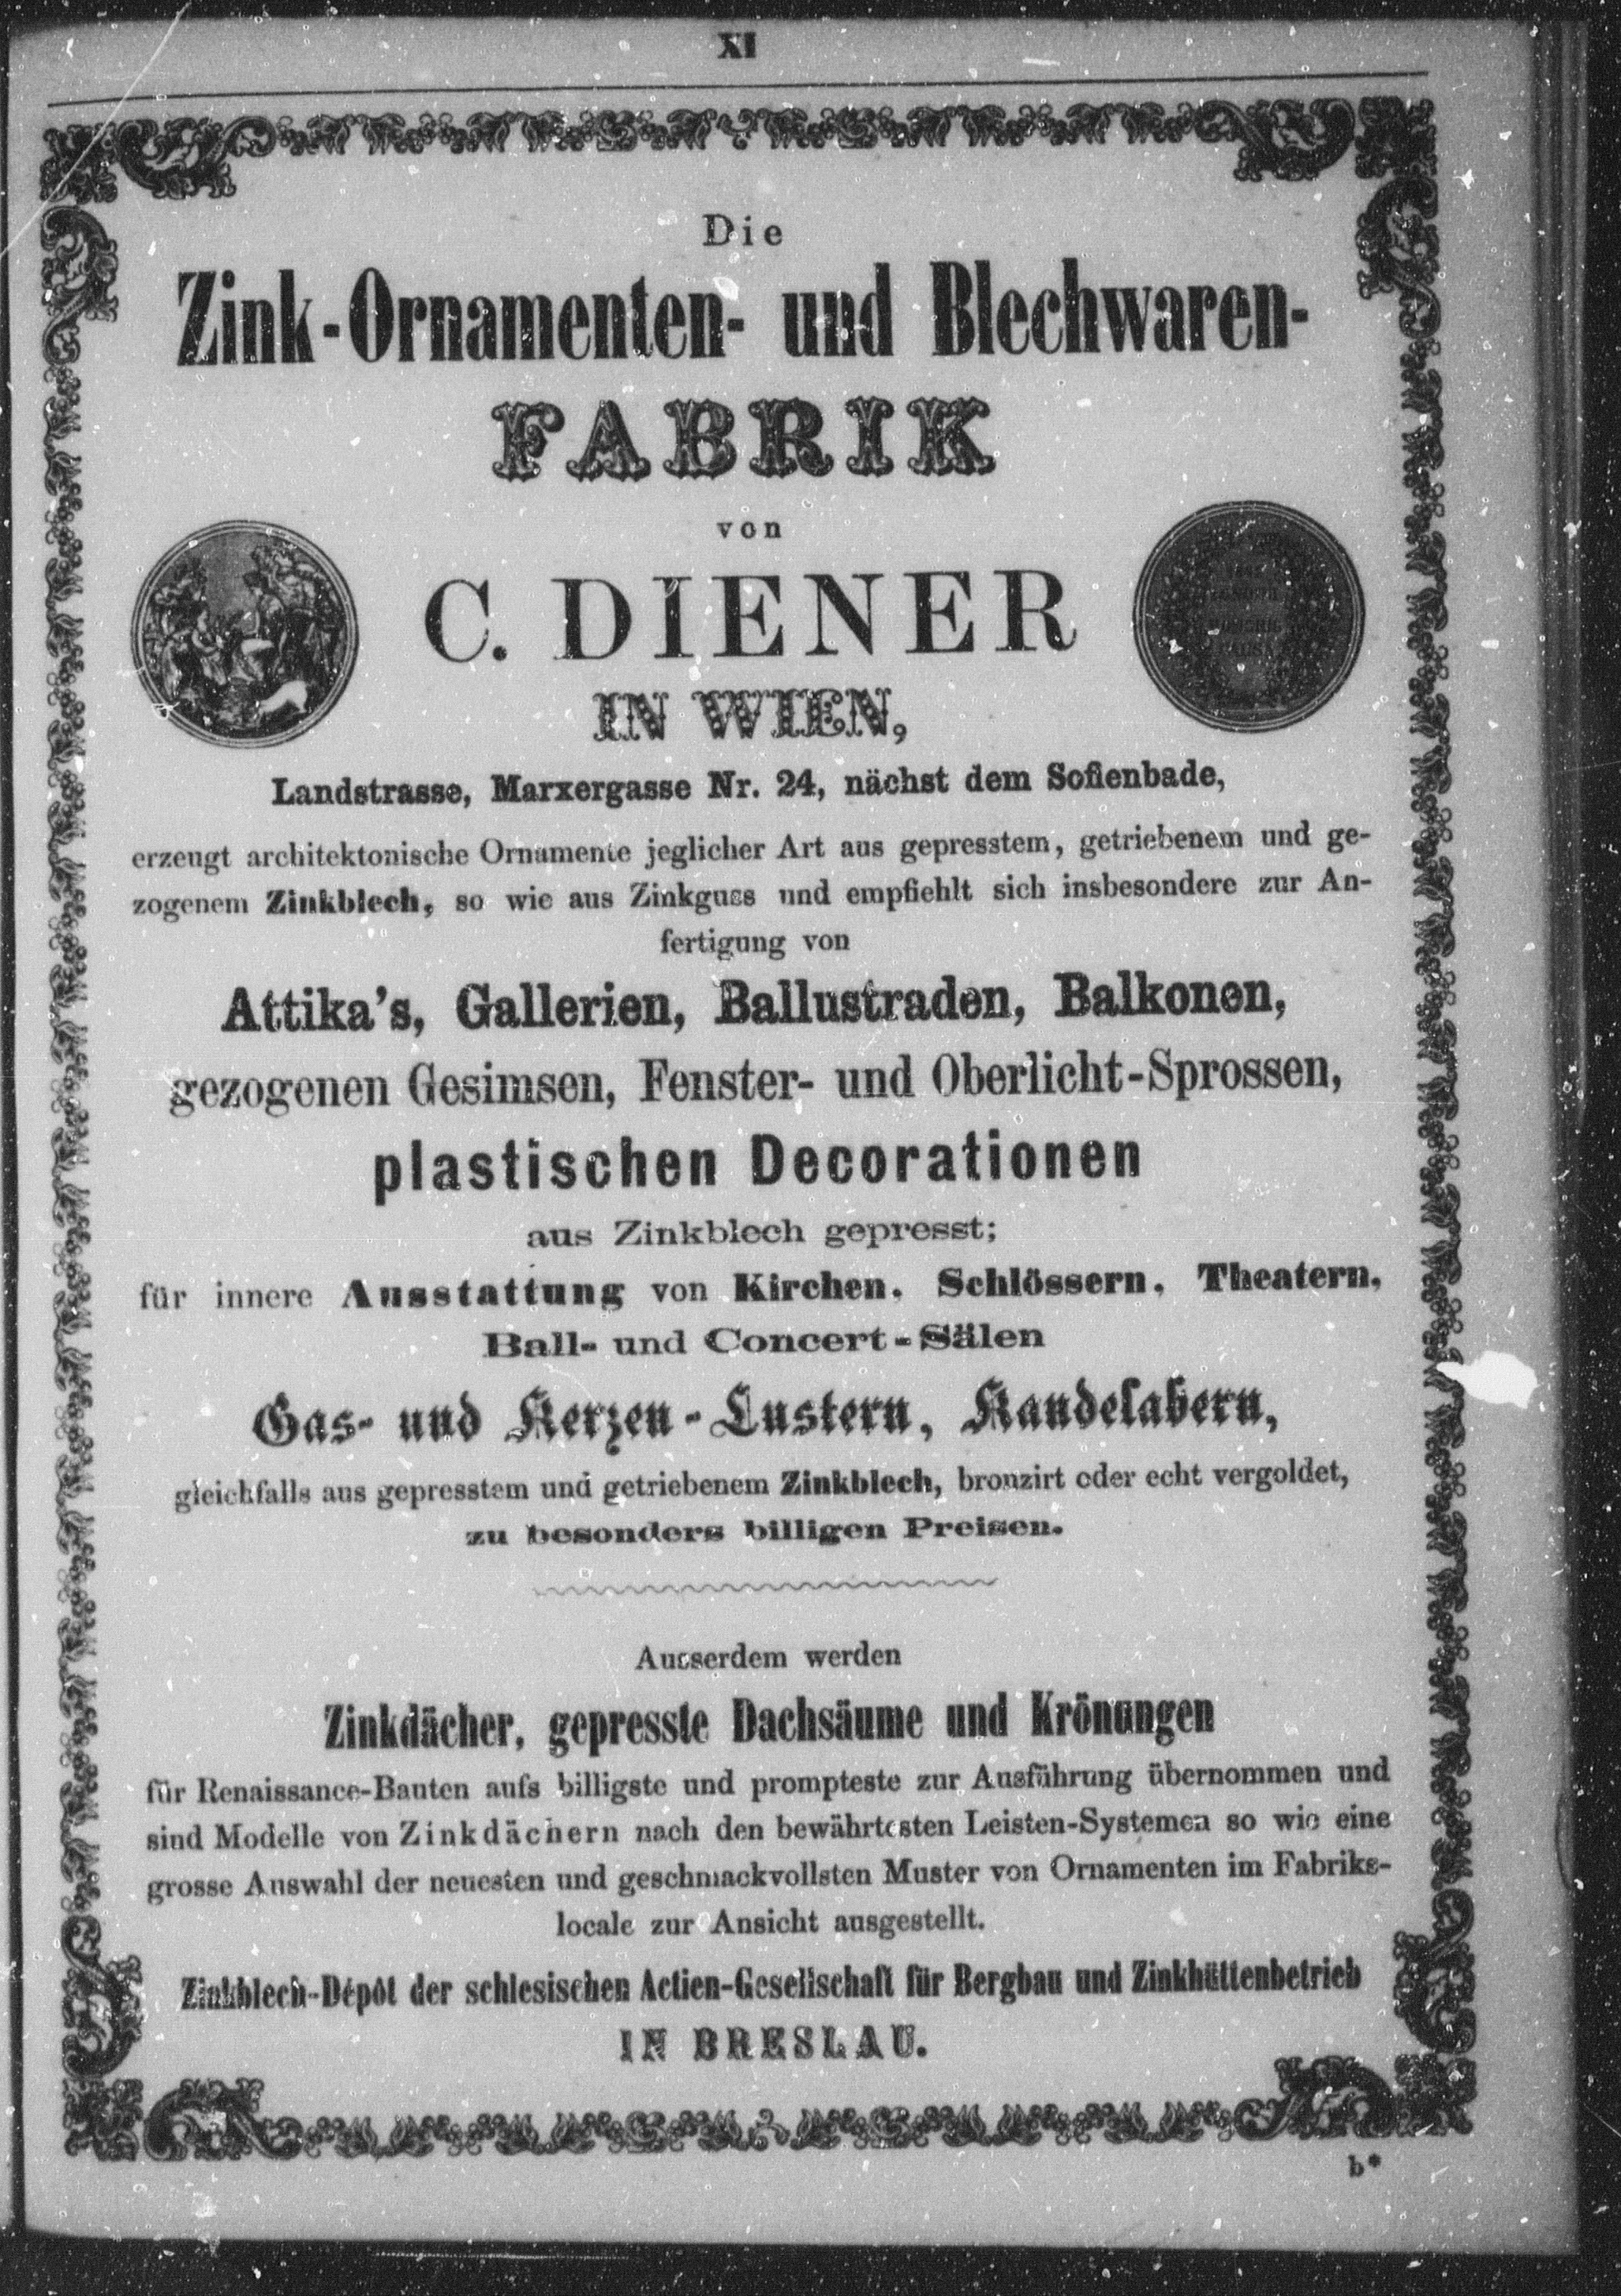 XI
Die
Zink-Ornamenten- und Blechwaren-
FABRIK
von
C. DIENER
IN WIEN,
Landstrasse, Marxergasse Nr. 24, nächst dem Sofienbade,
erzeugt architektonische Ornamente jeglicher Art aus gepresstem, getriebenem und ge-
zogenem Zinkblech, so wie aus Zinkguss und empfiehlt sich insbesondere zur An-
fertigung von
Attika's, Gallerien, Ballustraden, Balkonen,
gezogenen Gesimsen, Fenster- und Oberlicht-Sprossen,
plastischen Decorationen
aus Zinkblech gepresst;
für innere Ausstattung von Kirchen, Schlössern, Theatern,
Ball- und Concert-Sälen
Gas- und Kerzen-Lustern, Kandelabern,
gleichfalls aus gepresstem und getriebenem Zinkblech, bronzirt oder echt vergoldet,
zu besonders billigen Preisen.
Ausserdem werden
Zinkdächer, gepresste Dachsäume und Krönungen
für Renaissance-Bauten aufs billigste und prompteste zur Ausführung übernommen und
sind Modelle von Zinkdächern nach den bewährtesten Leisten-Systemen so wie eine
grosse Auswahl der neuesten und geschmackvollsten Muster von Ornamenten im Fabriks-
locale zur Ansicht ausgestellt.
Zinkblech-Dépôt der schlesischen Actien-Gesellschaft für Bergbau und Zinkhüttenbetrieb
IN BRESLAU.
b*